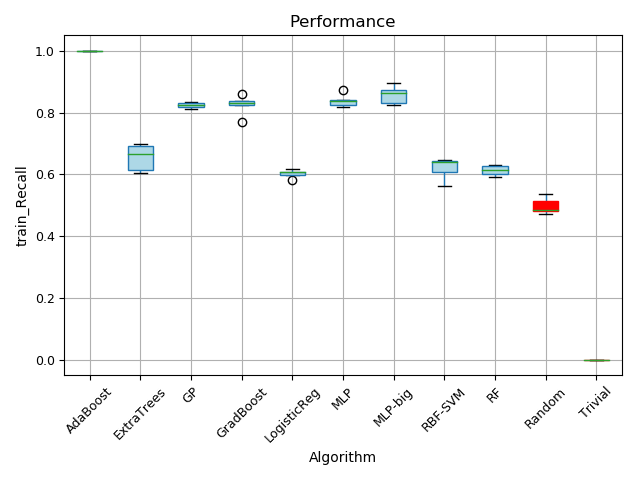 Performance
train_Recall
1.0
0.8
0.6
0.4
0.2
0.0
AdaBoost
ExtraTrees
GP
GradBoost
LogisticReg
MLP
MLP-big
RBF-SVM
RF
Random
Trivial
Algorithm